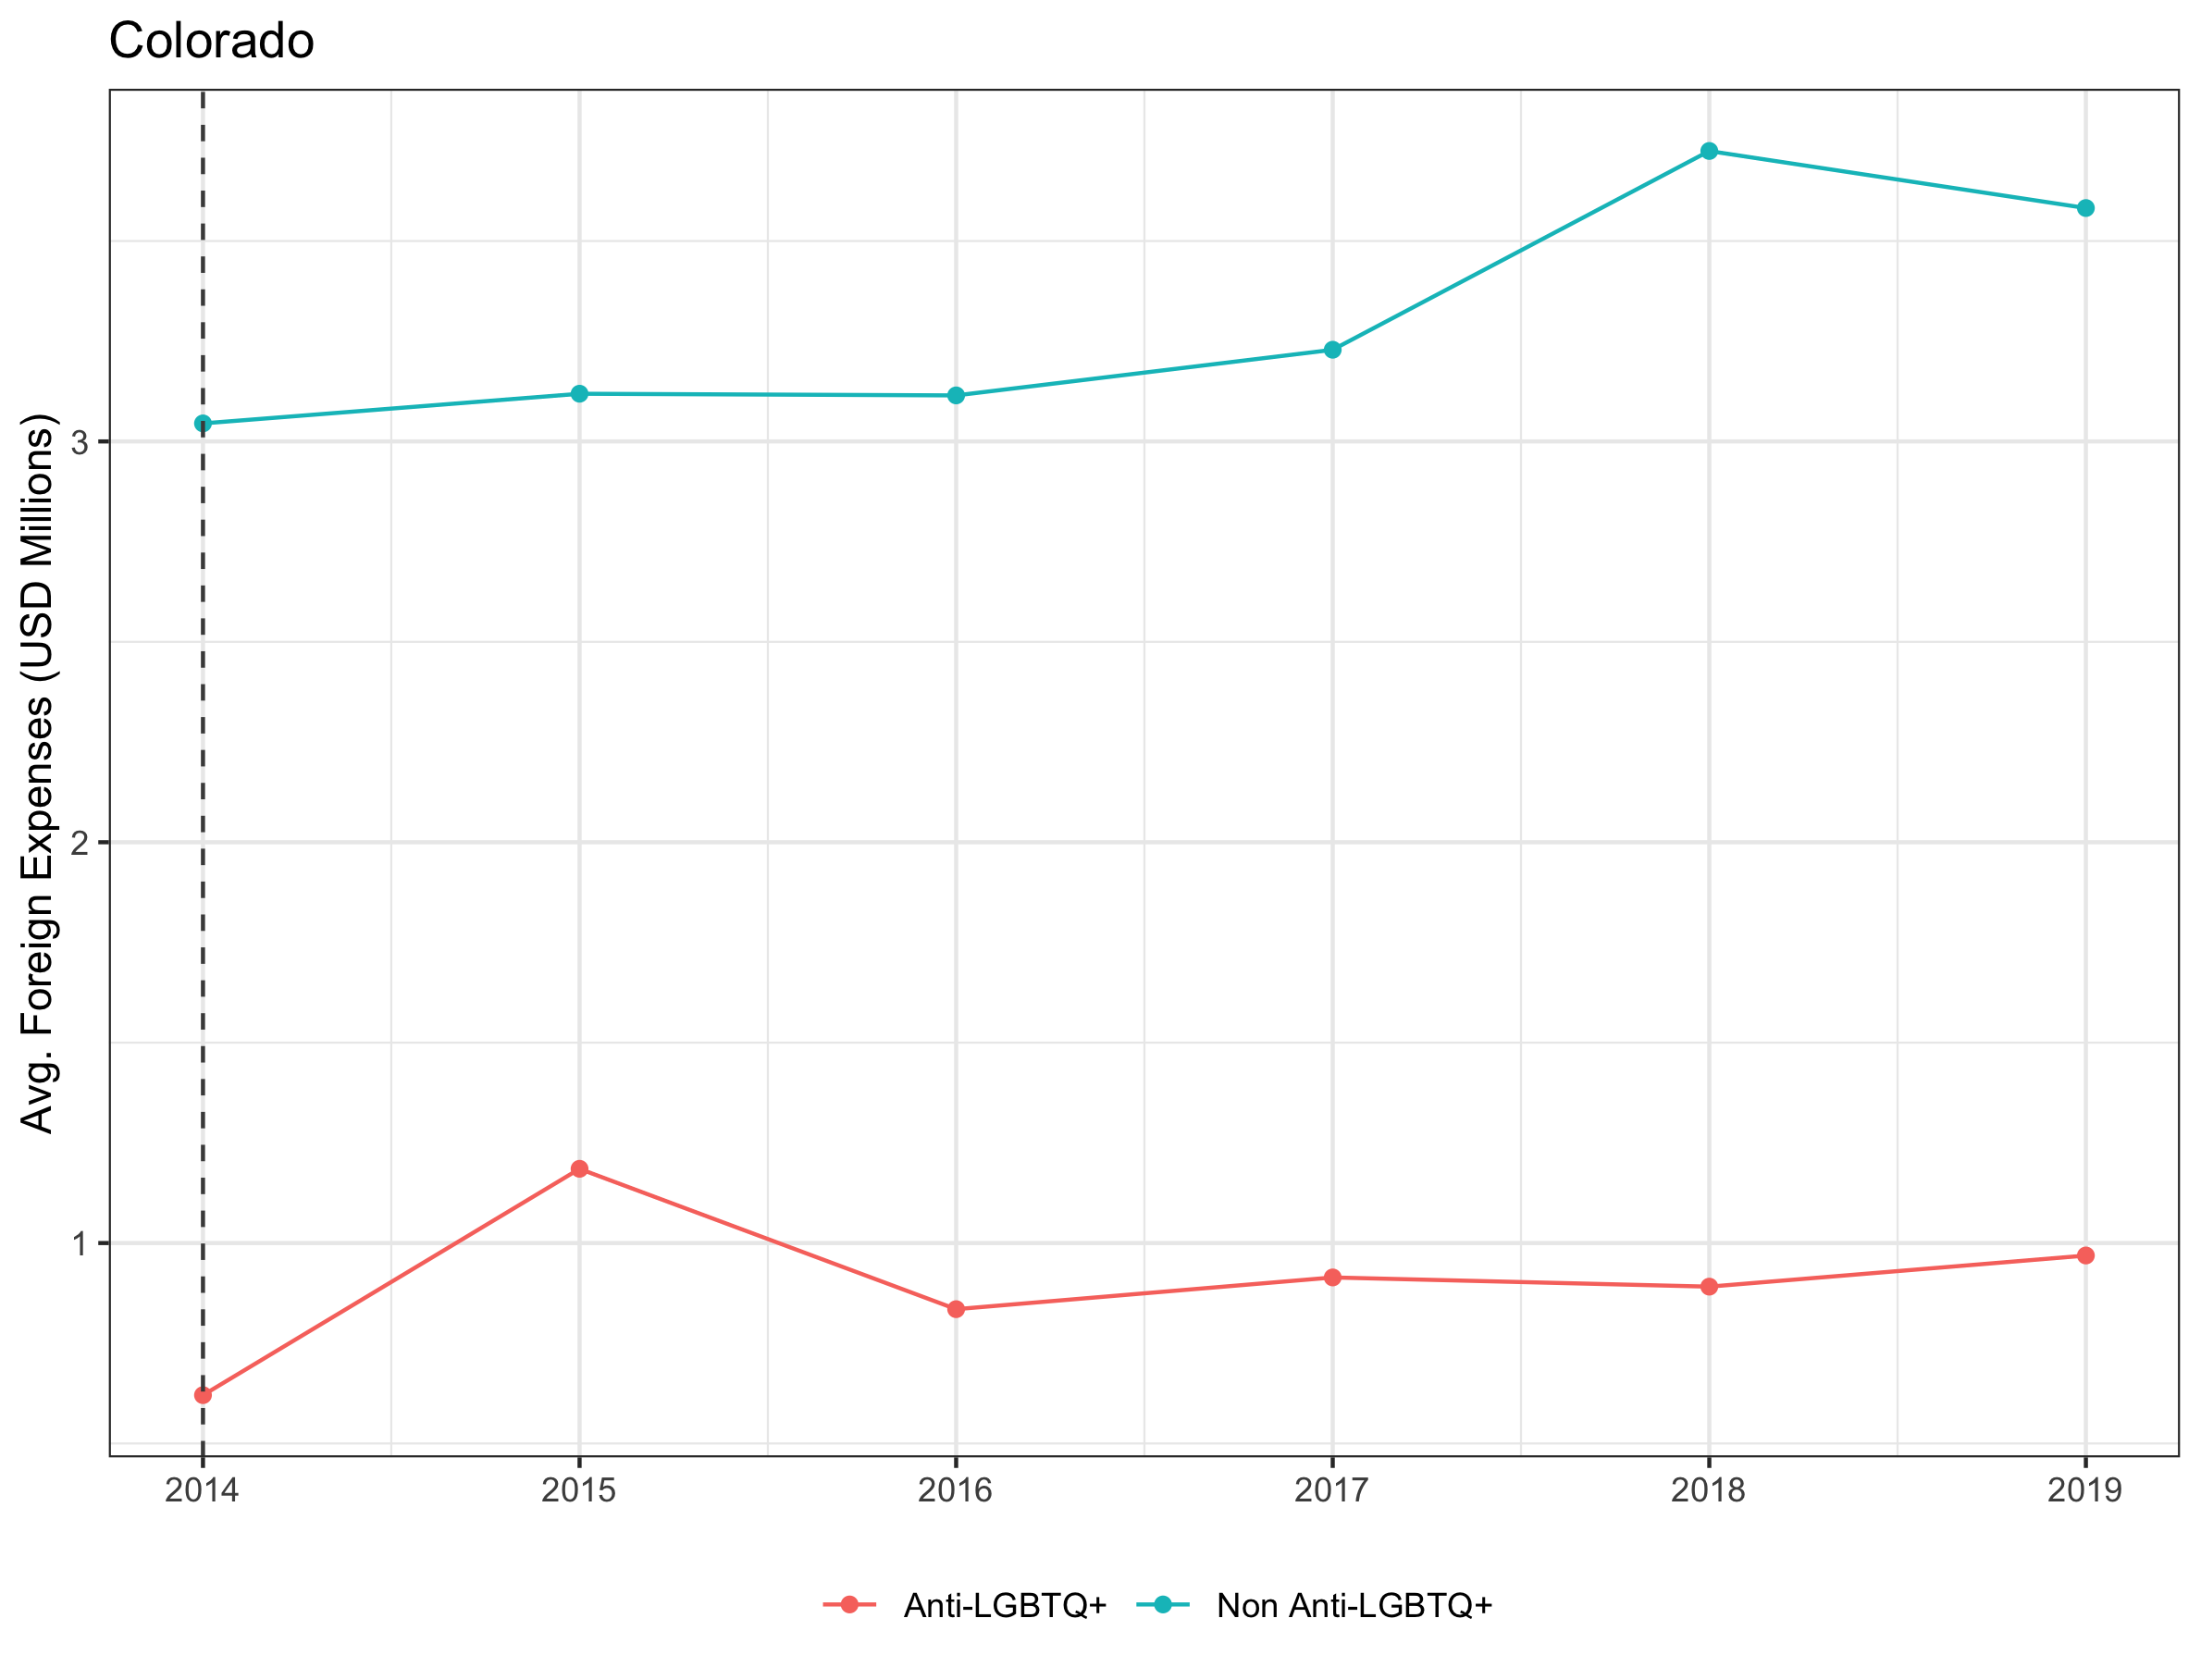 Colorado
Avg. Foreign Expenses (USD Millions)
3
2
1
2014 2015 2016 2017 2018 2019
Anti-LGBTQ+ Non Anti-LGBTQ+